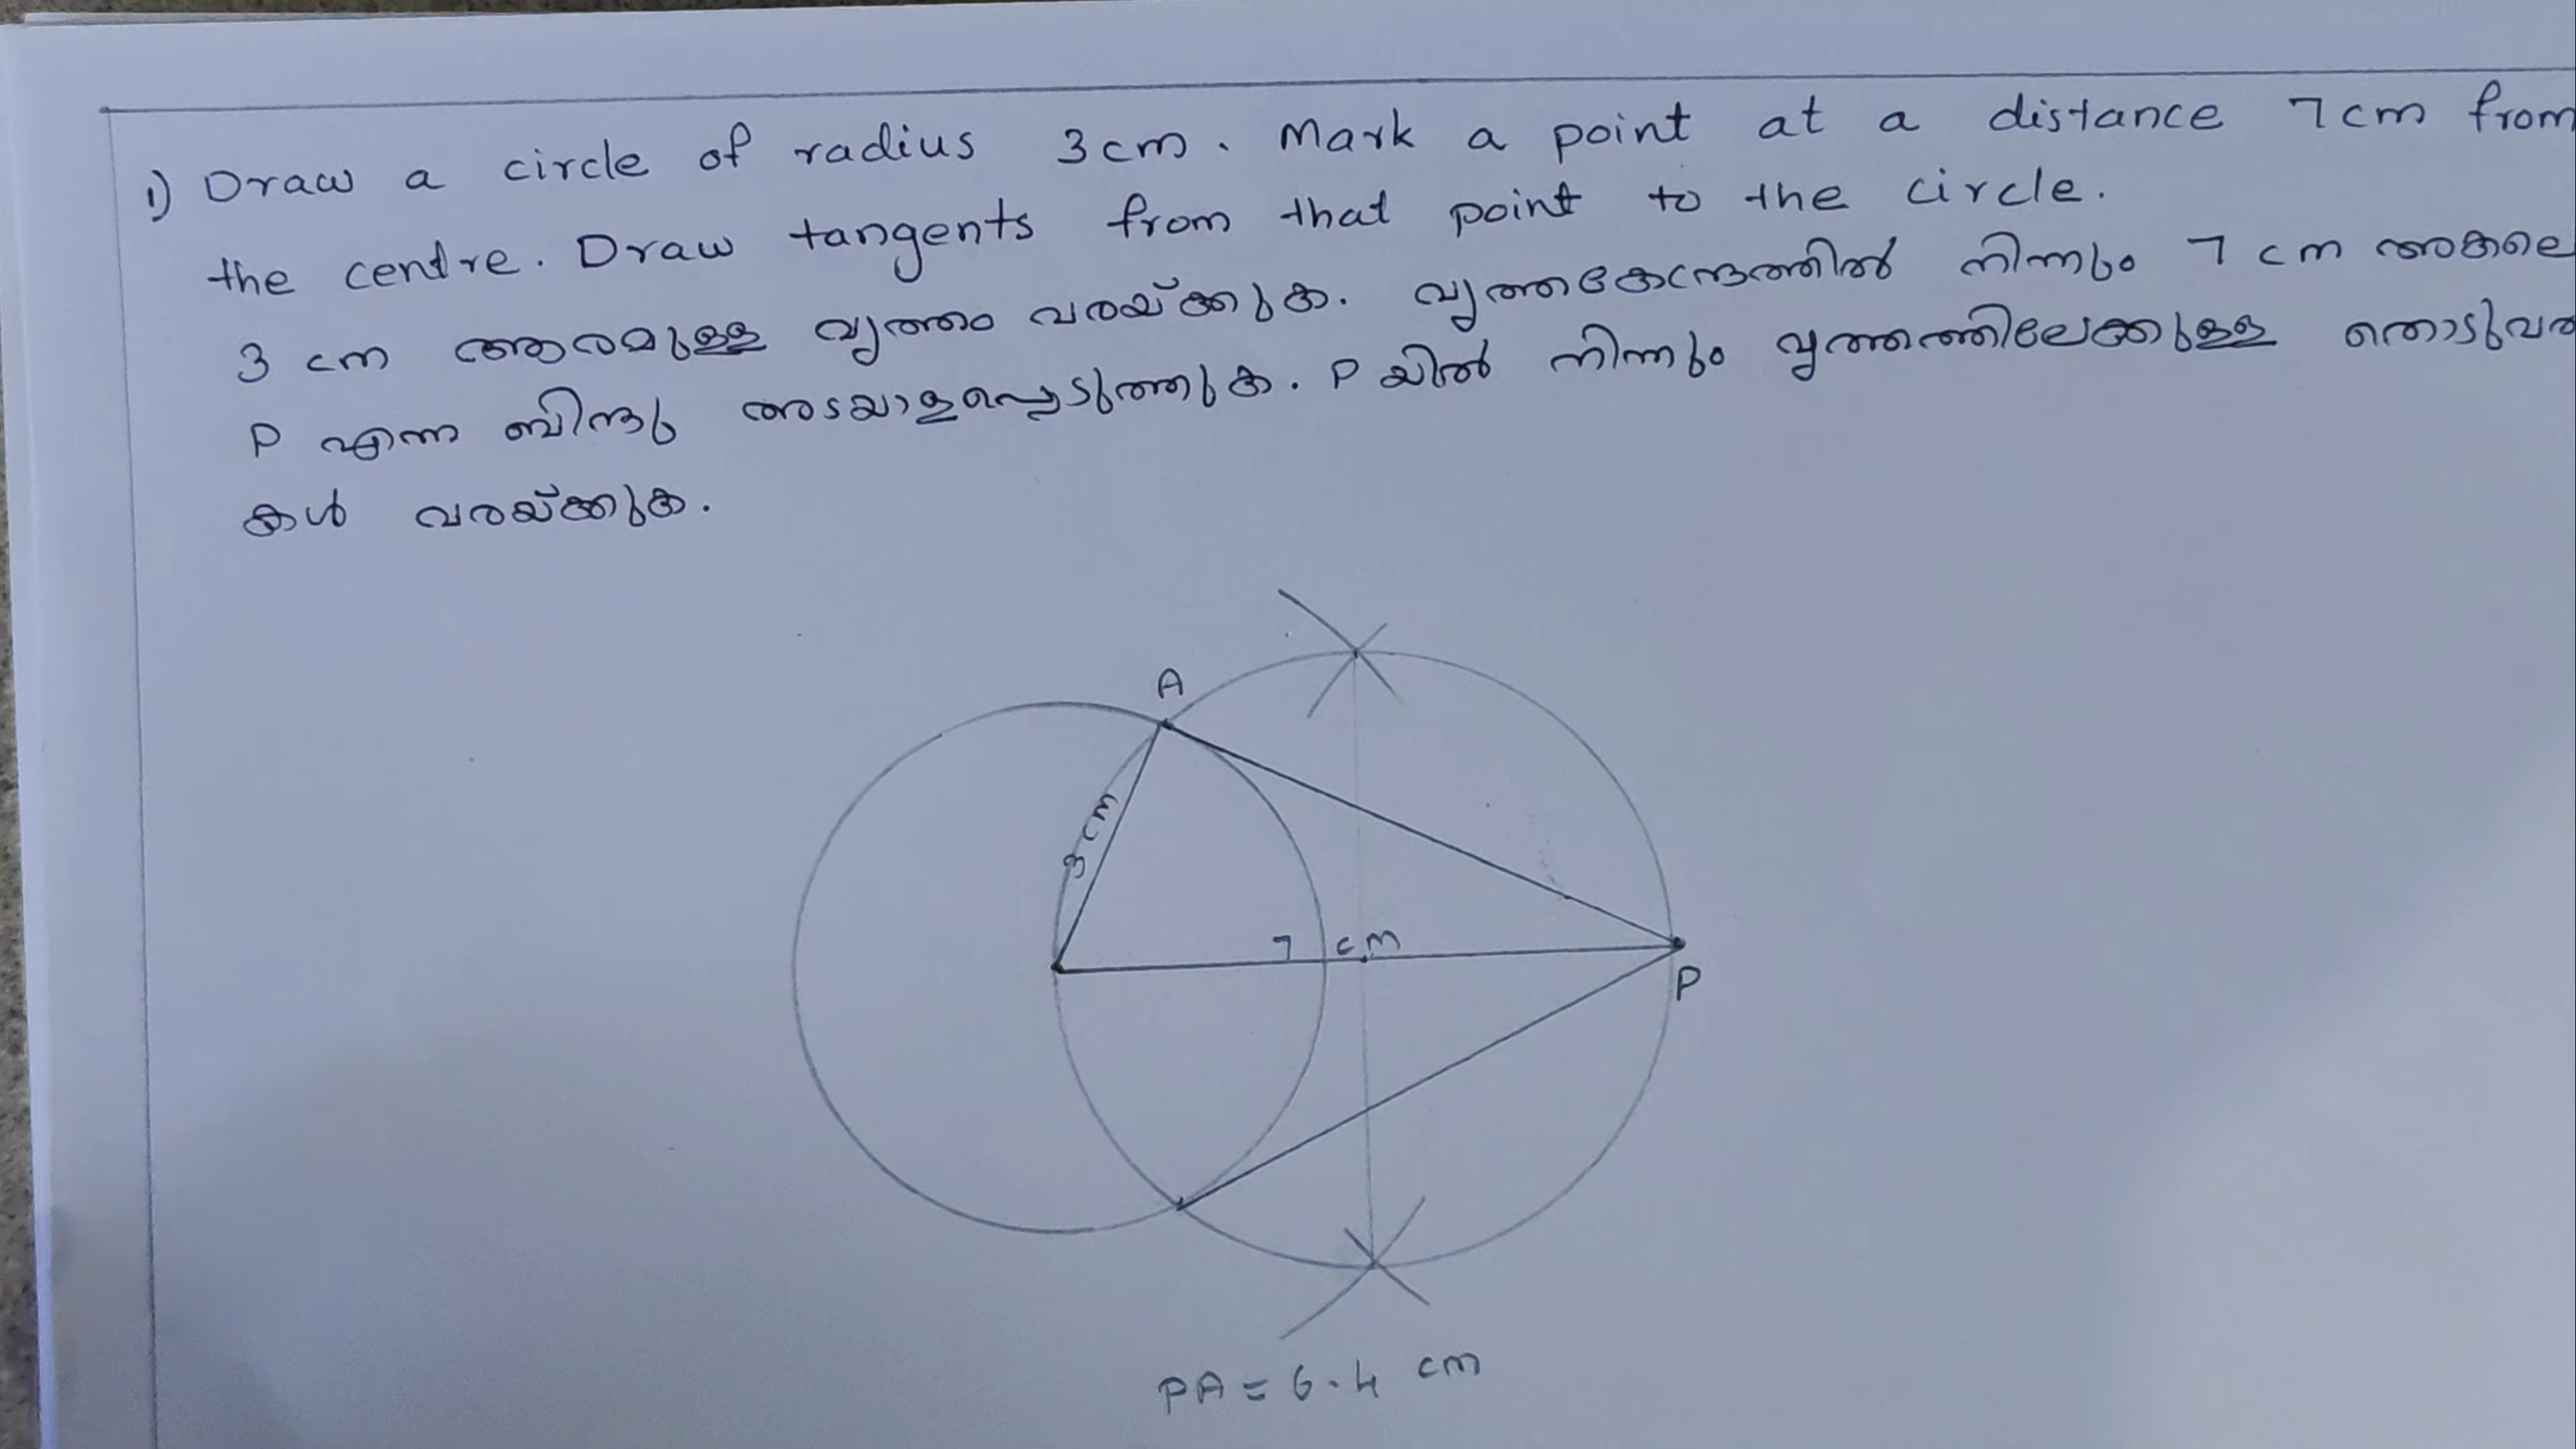 1) Draw a circle of radius 3cm. Mark a point at a distance 7cm from
the centre. Draw tangents from that point to the circle.
3 cm ആരമുള്ള വൃത്തം വരയ്ക്കുക. വൃത്തകേന്ദ്രത്തിൽ നിന്നും 7 cm അകലെ
P എന്ന ബിന്ദു അടയാളപ്പെടുത്തുക. P യിൽ നിന്നും വൃത്തത്തിലേക്കുള്ള തൊടുവര
കൾ വരയ്ക്കുക.
A
3 cm
7 cm
P
PA = 6.4 cm